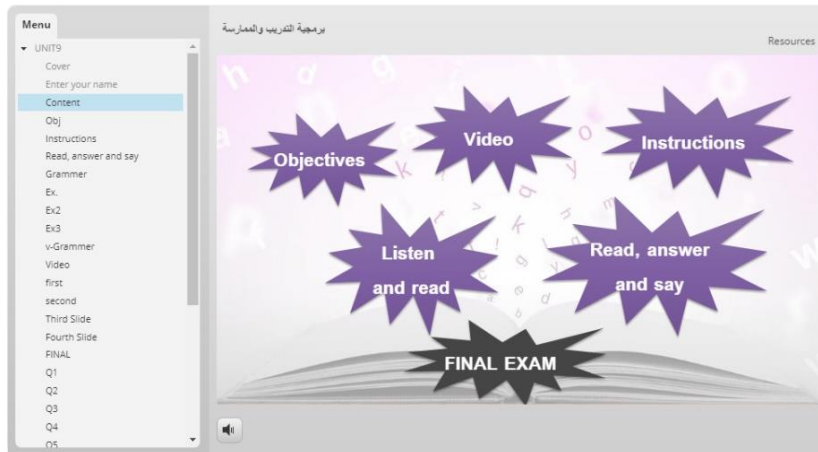 Menu
برمجية التدريب والممارسة
Resources
UNIT9
Cover
Enter your name
Content
Obj
Instructions
Read, answer and say
Grammer
Ex.
Ex2
Ex3
v-Grammer
Video
first
second
Third Slide
Fourth Slide
FINAL
Q1
Q2
Q3
Q4
Q5
Objectives
Video
Instructions
Listen
and read
Read, answer
and say
FINAL EXAM